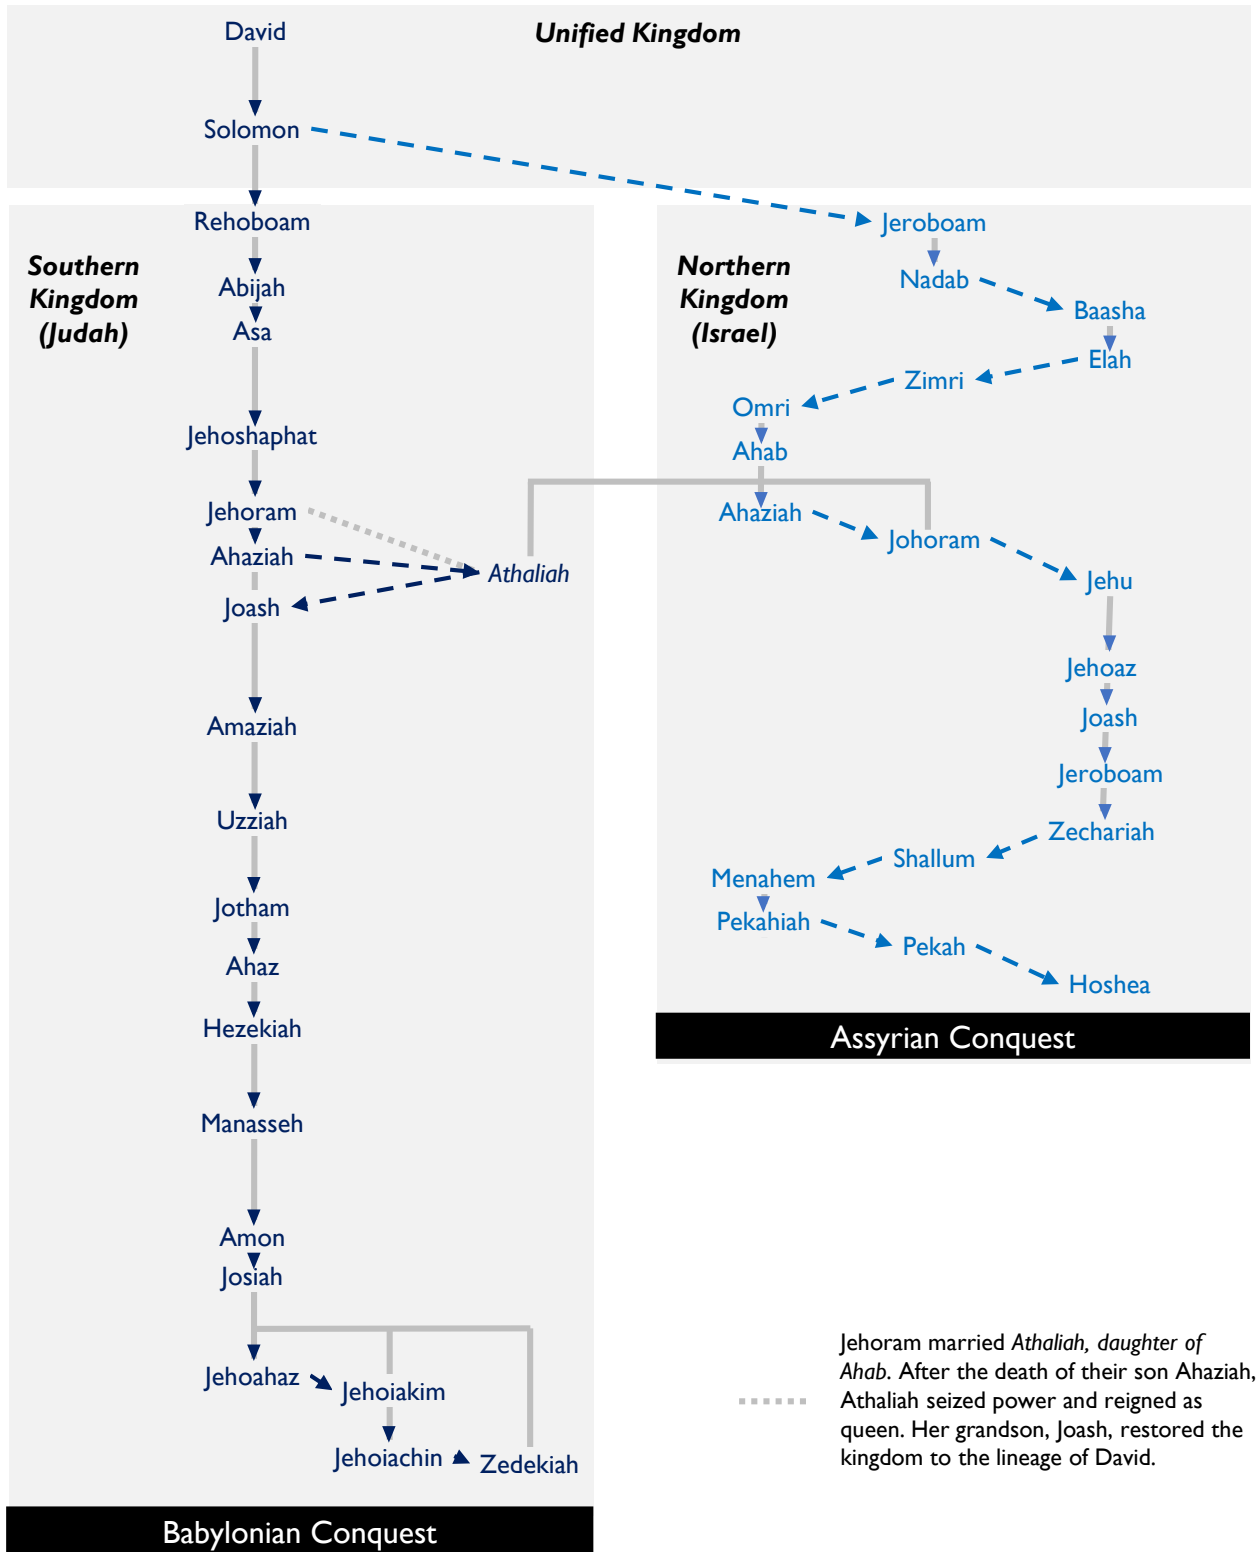 David
Unified Kingdom
Solomon
Rehoboam
Southern
Kingdom
(Judah)
Abijah
Asa
Jehoshaphat
Jehoram
Ahaziah
Athaliah
Joash
Amaziah
Uzziah
Jotham
Ahaz
Hezekiah
Manasseh
Amon
Josiah
Jehoahaz
Jehoiakim
Jehoiachin
Zedekiah
Babylonian Conquest
Jeroboam
Northern
Kingdom
(Israel)
Nadab
Baasha
Elah
Zimri
Omri
Ahab
Ahaziah
Johoram
Jehu
Jehoaz
Joash
Jeroboam
Zechariah
Shallum
Menahem
Pekahiah
Pekah
Hoshea
Assyrian Conquest
Jehoram married Athaliah, daughter of
Ahab. After the death of their son Ahaziah,
Athaliah seized power and reigned as
queen. Her grandson, Joash, restored the
kingdom to the lineage of David.